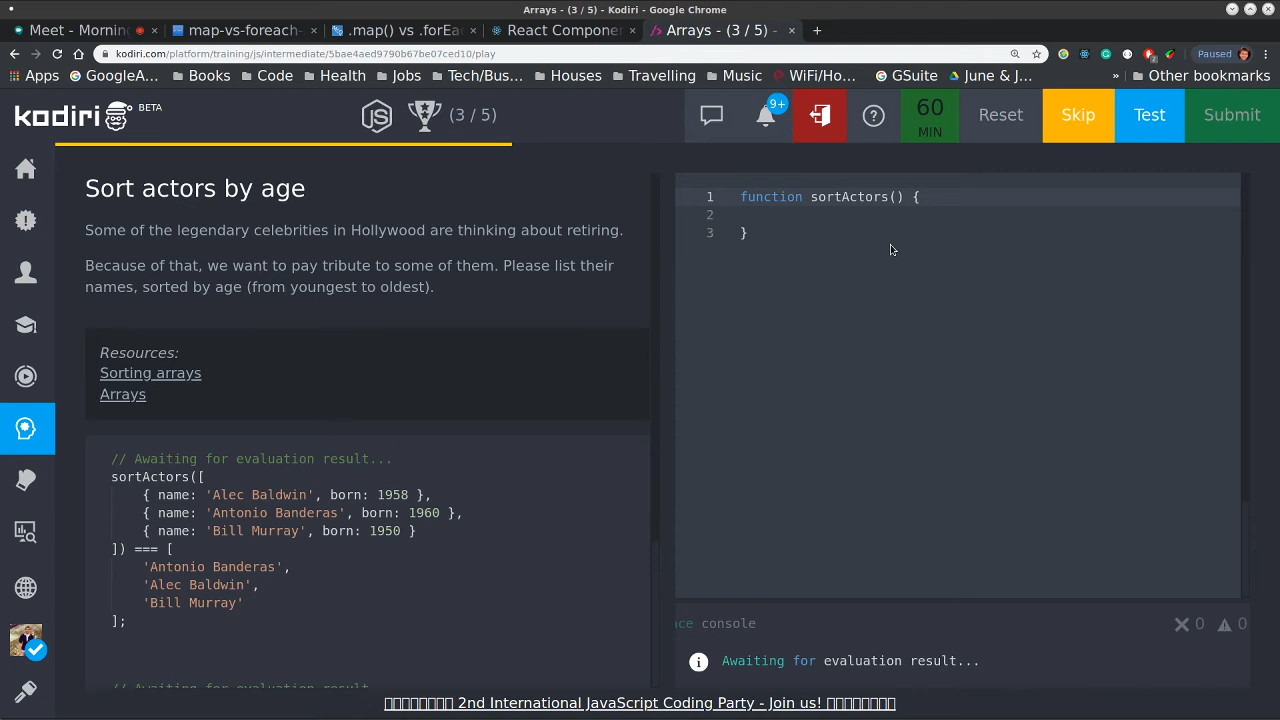 Arrays - (3 / 5) - Kodiri - Google Chrome
Meet - Mornin
map-vs-foreach-
.map() vs .forEa
React Componen
Arrays - (3 / 5) -
kodiri.com/platform/training/js/intermediate/5bae4aed9790b67be07ced10/play
Paused
Apps
GoogleA...
Books
Code
Health
Jobs
Tech/Bus...
Houses
Travelling
Music
WiFi/Ho...
GSuite
June & J...
»
Other bookmarks
kodiri BETA
JS
(3 / 5)
9+
60
MIN
Reset
Skip
Test
Submit
Sort actors by age
Some of the legendary celebrities in Hollywood are thinking about retiring.
Because of that, we want to pay tribute to some of them. Please list their
names, sorted by age (from youngest to oldest).
Resources:
Sorting arrays
Arrays
// Awaiting for evaluation result...
sortActors([
{ name: 'Alec Baldwin', born: 1958 },
{ name: 'Antonio Banderas', born: 1960 },
{ name: 'Bill Murray', born: 1950 }
]) === [
'Antonio Banderas',
'Alec Baldwin',
'Bill Murray'
];
// Awaiting for evaluation result...
1 function sortActors() {
2
3 }
ace console
0
0
Awaiting for evaluation result...
2nd International JavaScript Coding Party - Join us!